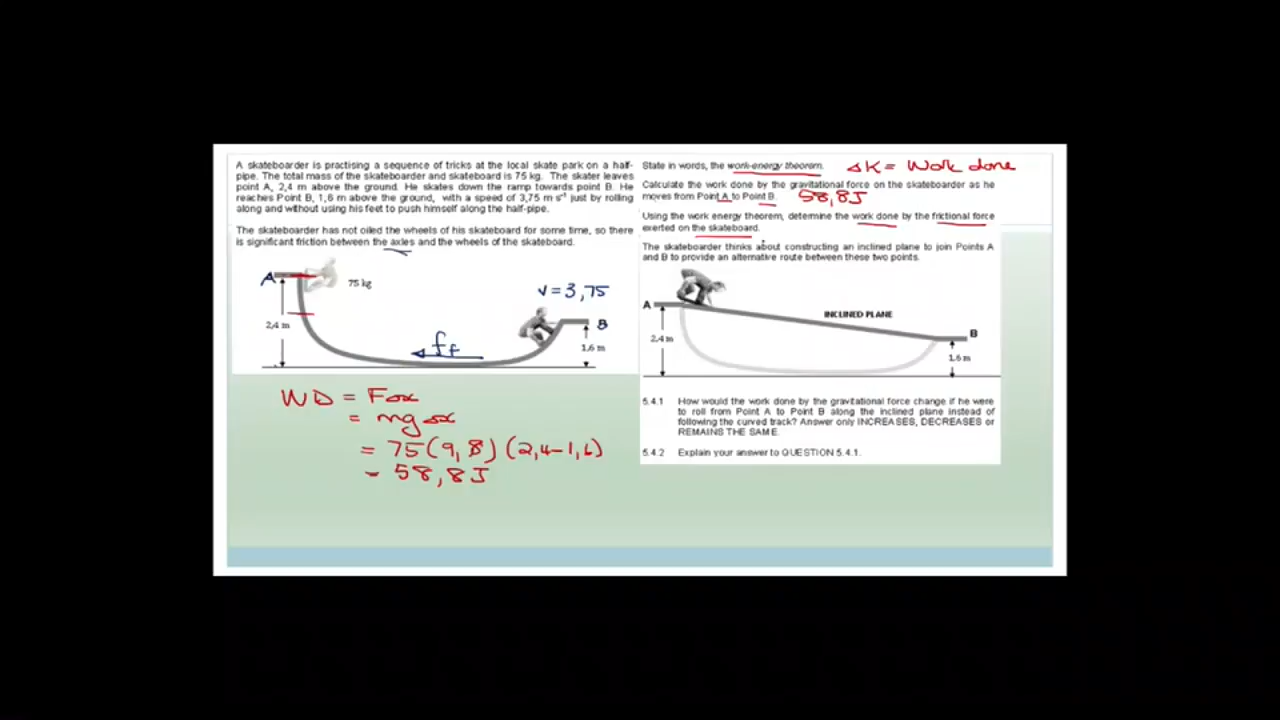 A skateboarder is practising a sequence of tricks at the local skate park on a half-
pipe. The total mass of the skateboarder and skateboard is 75 kg. The skater leaves
point A, 2,4 m above the ground. He skates down the ramp towards point B. He
reaches Point B, 1,6 m above the ground, with a speed of 3,75 m s⁻¹ just by rolling
along and without using his feet to push himself along the half-pipe.
The skateboarder has not oiled the wheels of his skateboard for some time, so there
is significant friction between the axles and the wheels of the skateboard.
A
75 kg
v = 3,75
2,4 m
B
1,6 m
ff
WD = F∆x
= mg∆x
= 75(9,8)(2,4-1,6)
= 58,8J
State in words, the work-energy theorem. ∆K = Work done
Calculate the work done by the gravitational force on the skateboarder as he
moves from Point A to Point B. 58,8J
Using the work energy theorem, determine the work done by the frictional force
exerted on the skateboard.
The skateboarder thinks about constructing an inclined plane to join Points A
and B to provide an alternative route between these two points.
A
INCLINED PLANE
B
2,4 m
1,6 m
5.4.1 How would the work done by the gravitational force change if he were
to roll from Point A to Point B along the inclined plane instead of
following the curved track? Answer only INCREASES, DECREASES or
REMAINS THE SAME.
5.4.2 Explain your answer to QUESTION 5.4.1.